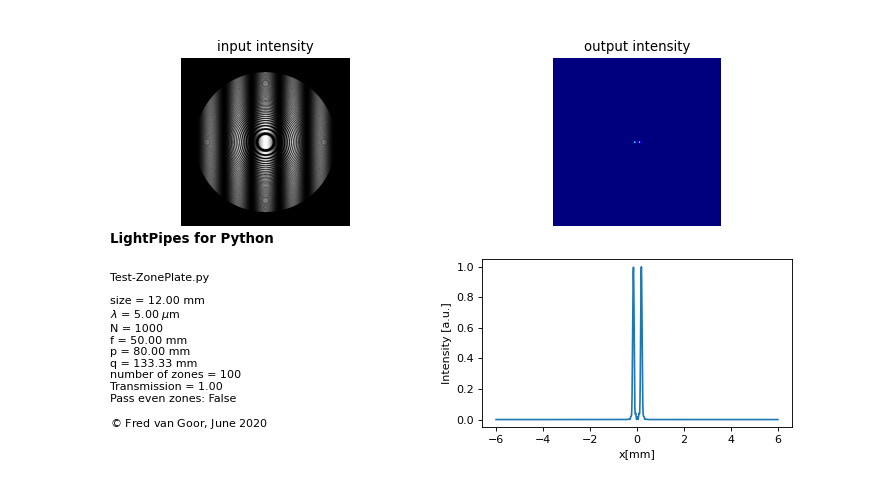 input intensity
output intensity
LightPipes for Python
Test-ZonePlate.py
size = 12.00 mm
λ = 5.00 μm
N = 1000
f = 50.00 mm
p = 80.00 mm
q = 133.33 mm
number of zones = 100
Transmission = 1.00
Pass even zones: False
© Fred van Goor, June 2020
Intensity [a.u.]
1.0
0.8
0.6
0.4
0.2
0.0
−6 −4 −2 0 2 4 6
x[mm]